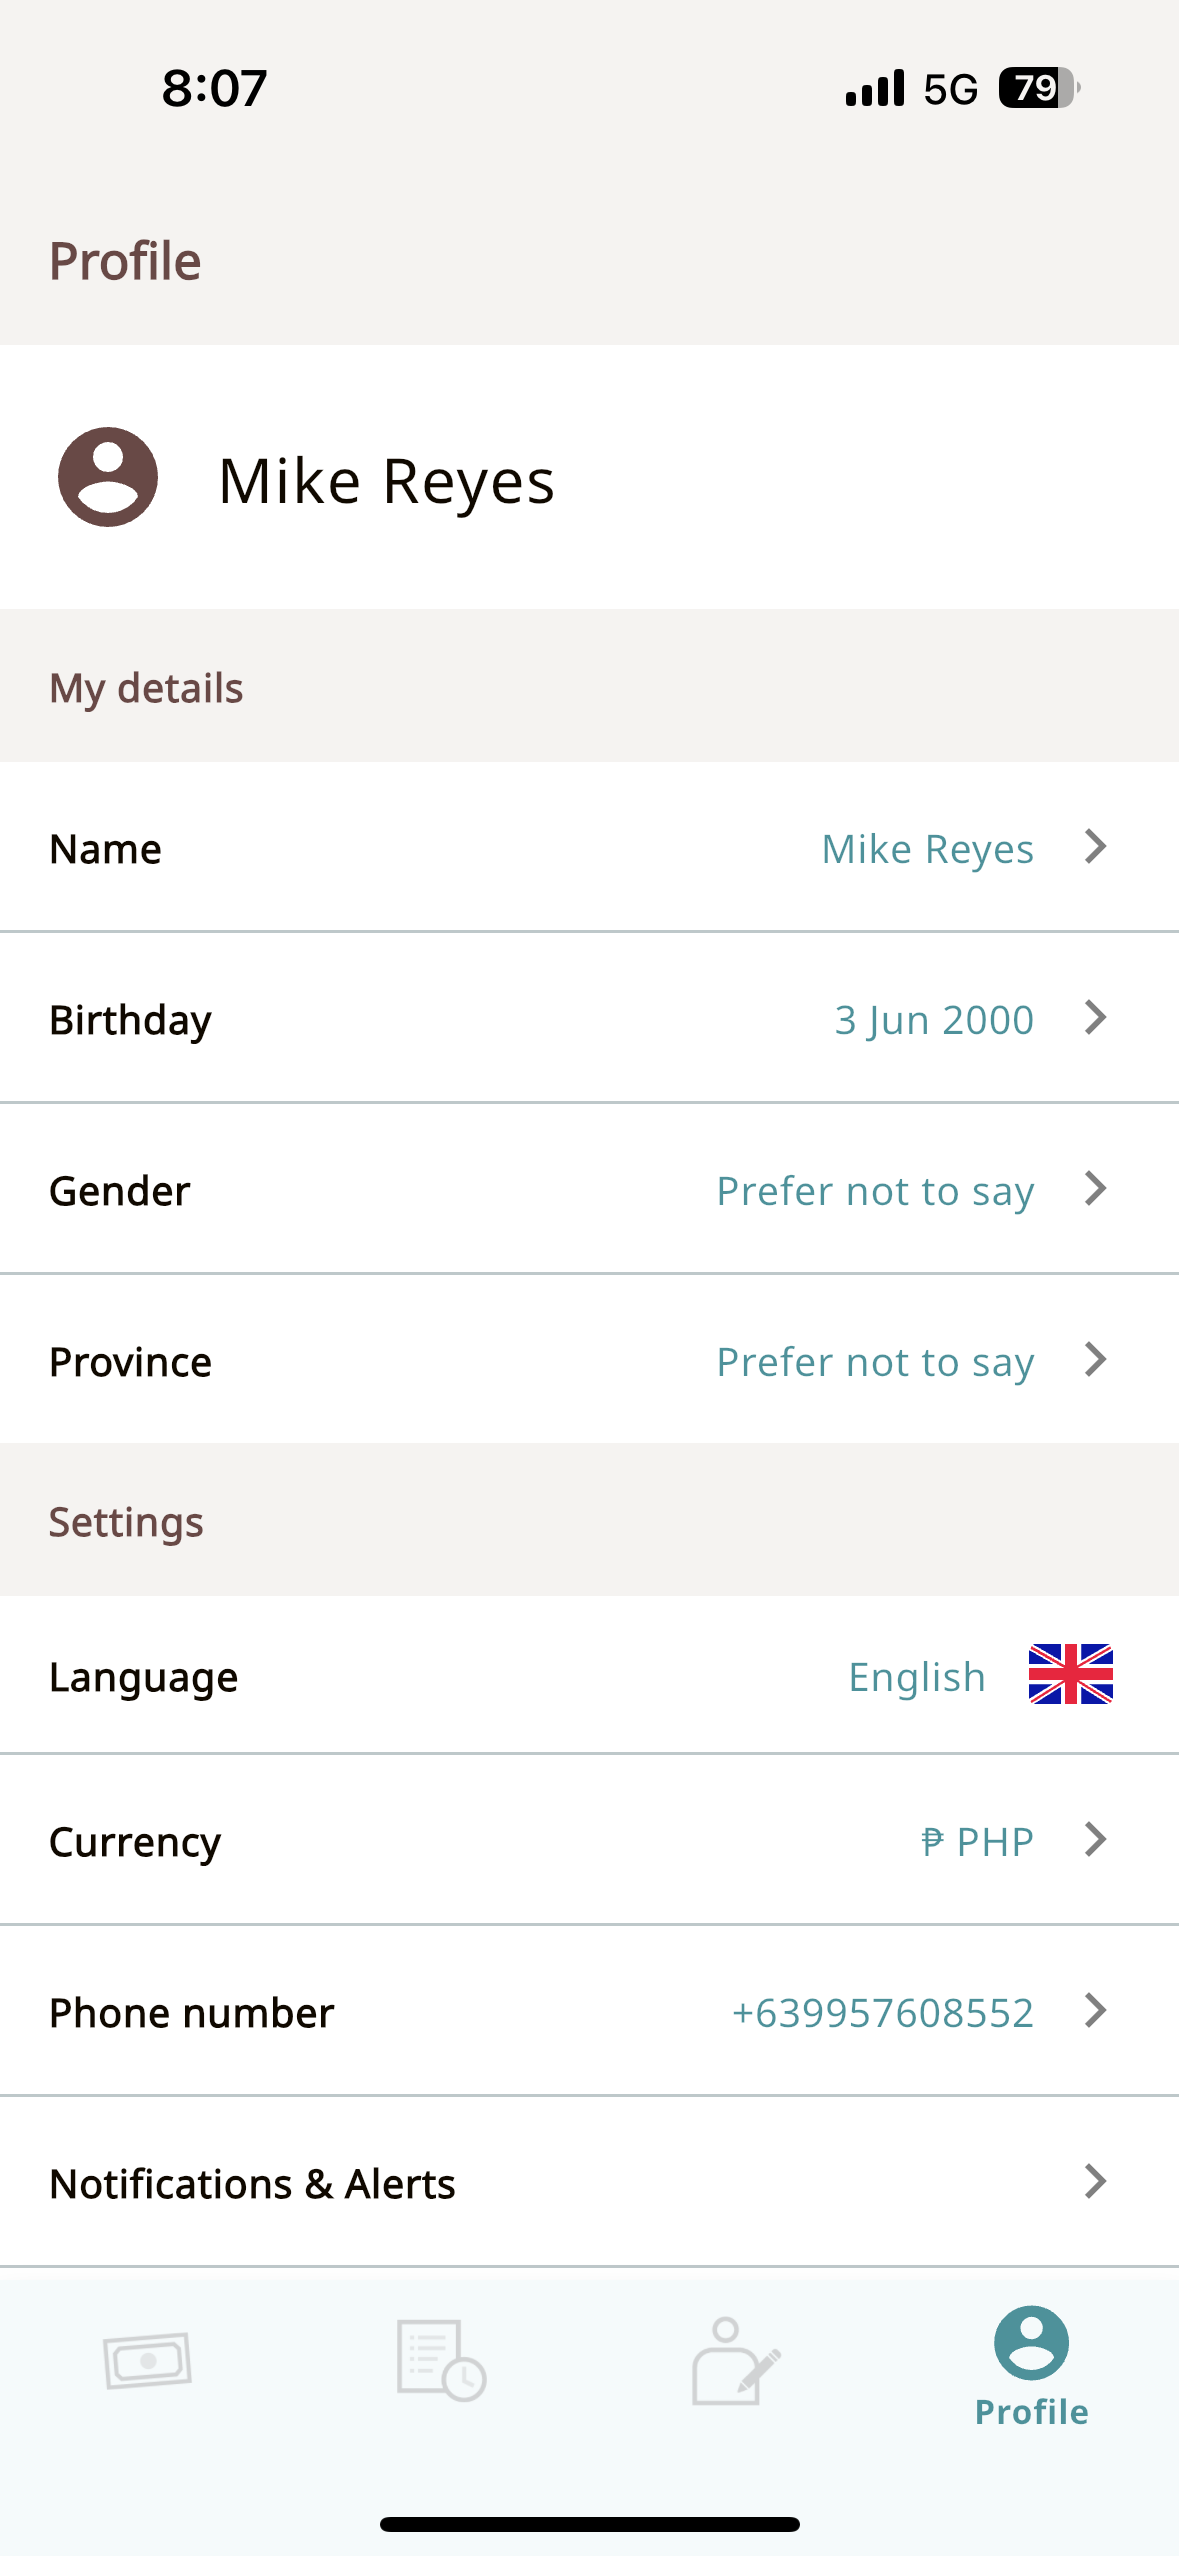 8:07 5G 79
Profile
Mike Reyes
My details
Name Mike Reyes
Birthday 3 Jun 2000
Gender Prefer not to say
Province Prefer not to say
Settings
Language English
Currency ₱ PHP
Phone number +639957608552
Notifications & Alerts
Profile